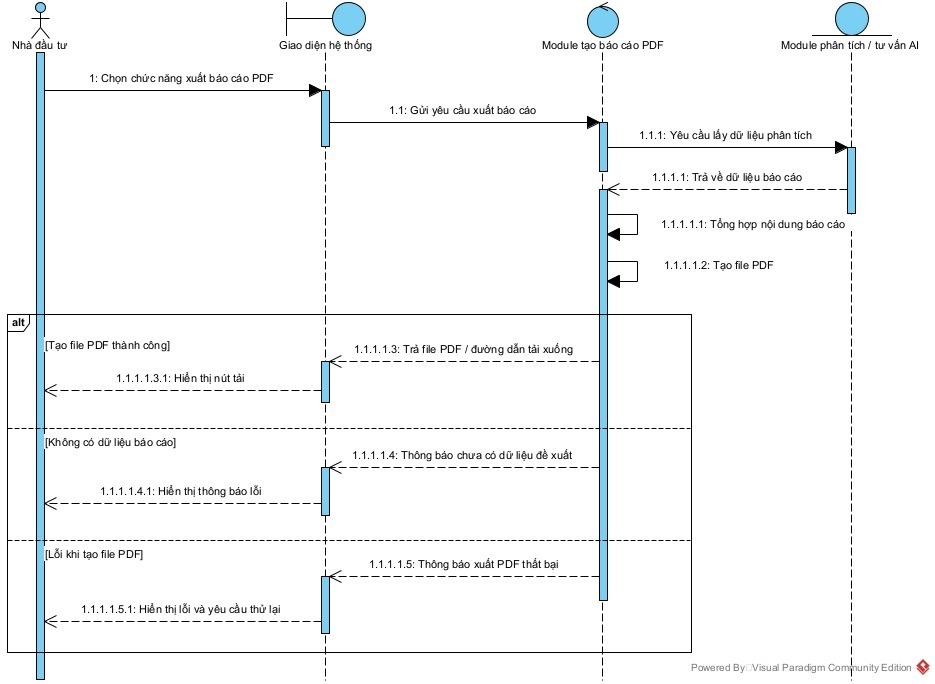 Nhà đầu tư
Giao diện hệ thống
Module tạo báo cáo PDF
Module phân tích / tư vấn AI
1: Chọn chức năng xuất báo cáo PDF
1.1: Gửi yêu cầu xuất báo cáo
1.1.1: Yêu cầu lấy dữ liệu phân tích
1.1.1.1: Trả về dữ liệu báo cáo
1.1.1.1.1: Tổng hợp nội dung báo cáo
1.1.1.1.2: Tạo file PDF
alt
[Tạo file PDF thành công]
1.1.1.1.3: Trả file PDF / đường dẫn tải xuống
1.1.1.1.3.1: Hiển thị nút tải
[Không có dữ liệu báo cáo]
1.1.1.1.4: Thông báo chưa có dữ liệu để xuất
1.1.1.1.4.1: Hiển thị thông báo lỗi
[Lỗi khi tạo file PDF]
1.1.1.1.5: Thông báo xuất PDF thất bại
1.1.1.1.5.1: Hiển thị lỗi và yêu cầu thử lại
Powered By Visual Paradigm Community Edition